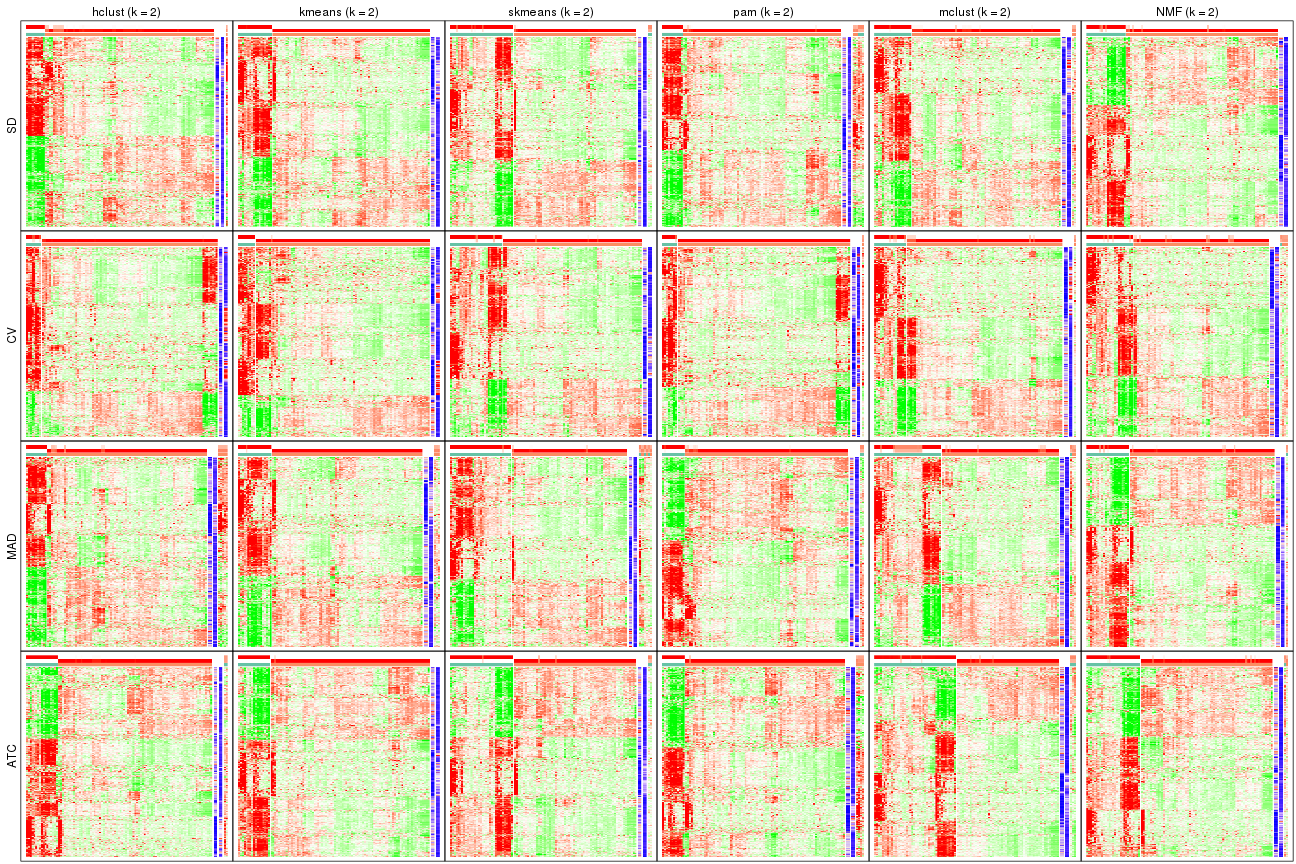 hclust (k = 2) kmeans (k = 2) skmeans (k = 2) pam (k = 2) mclust (k = 2) NMF (k = 2)
SD
CV
MAD
ATC